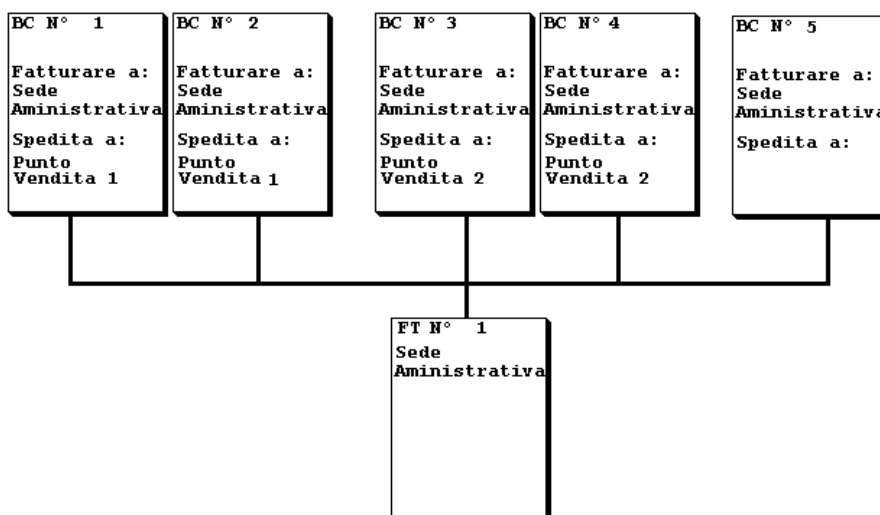 BC N° 1
Fatturare a:
Sede
Aministrativa
Spedita a:
Punto
Vendita 1
BC N° 2
Fatturare a:
Sede
Aministrativa
Spedita a:
Punto
Vendita 1
BC N° 3
Fatturare a:
Sede
Aministrativa
Spedita a:
Punto
Vendita 2
BC N° 4
Fatturare a:
Sede
Aministrativa
Spedita a:
Punto
Vendita 2
BC N° 5
Fatturare a:
Sede
Aministrativa
Spedita a:
FT N° 1
Sede
Aministrativa